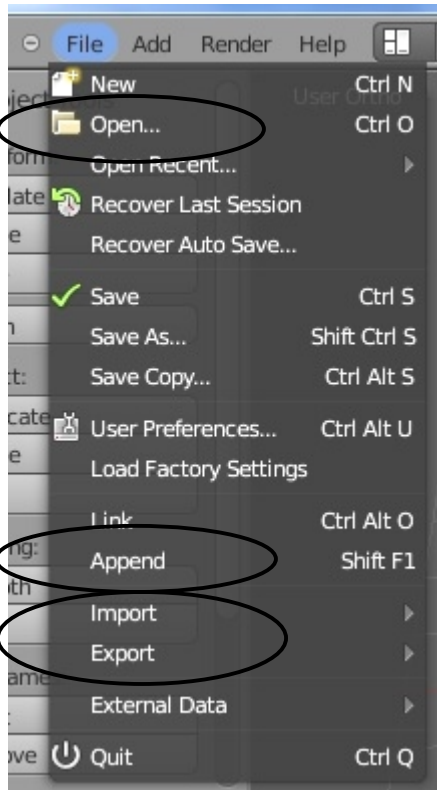 File Add Render Help
New Ctrl N
User Ortho
Open... Ctrl O
Open Recent...
Recover Last Session
Recover Auto Save...
Save Ctrl S
Save As... Shift Ctrl S
Save Copy... Ctrl Alt S
User Preferences... Ctrl Alt U
Load Factory Settings
Link Ctrl Alt O
Append Shift F1
Import
Export
External Data
Quit Ctrl Q